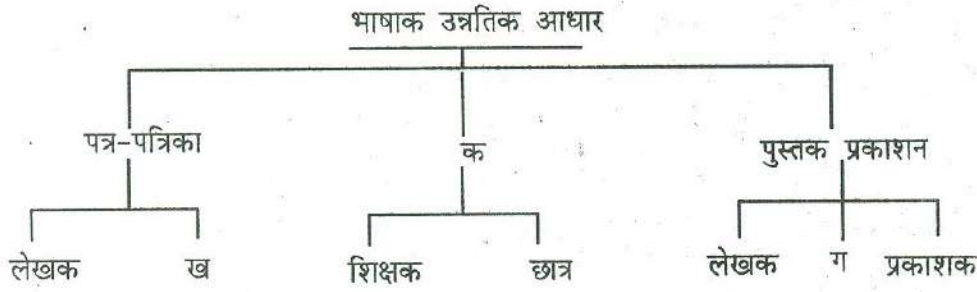 भाषाक उन्नतिक आधार
पत्र-पत्रिका क पुस्तक प्रकाशन
लेखक ख शिक्षक छात्र लेखक ग प्रकाशक